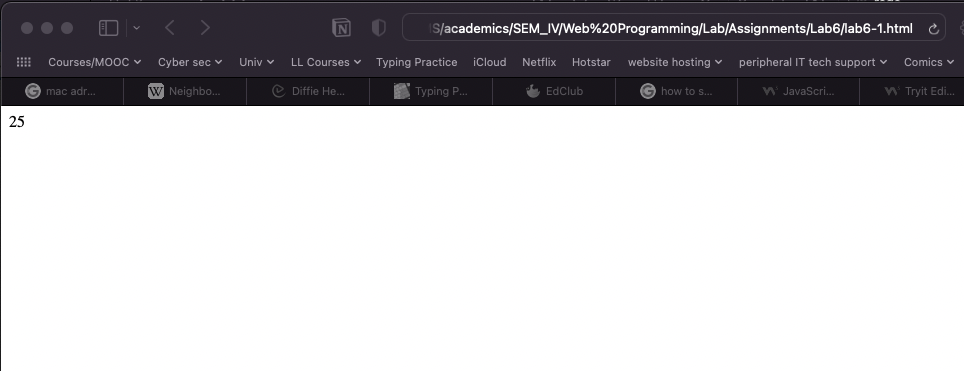 IS/academics/SEM_IV/Web%20Programming/Lab/Assignments/Lab6/lab6-1.html
Courses/MOOC Cyber sec Univ LL Courses Typing Practice iCloud Netflix Hotstar website hosting peripheral IT tech support Comics
mac adr... Neighbo... Diffie He... Typing P... EdClub how to s... JavaScri... Tryit Edi...
25